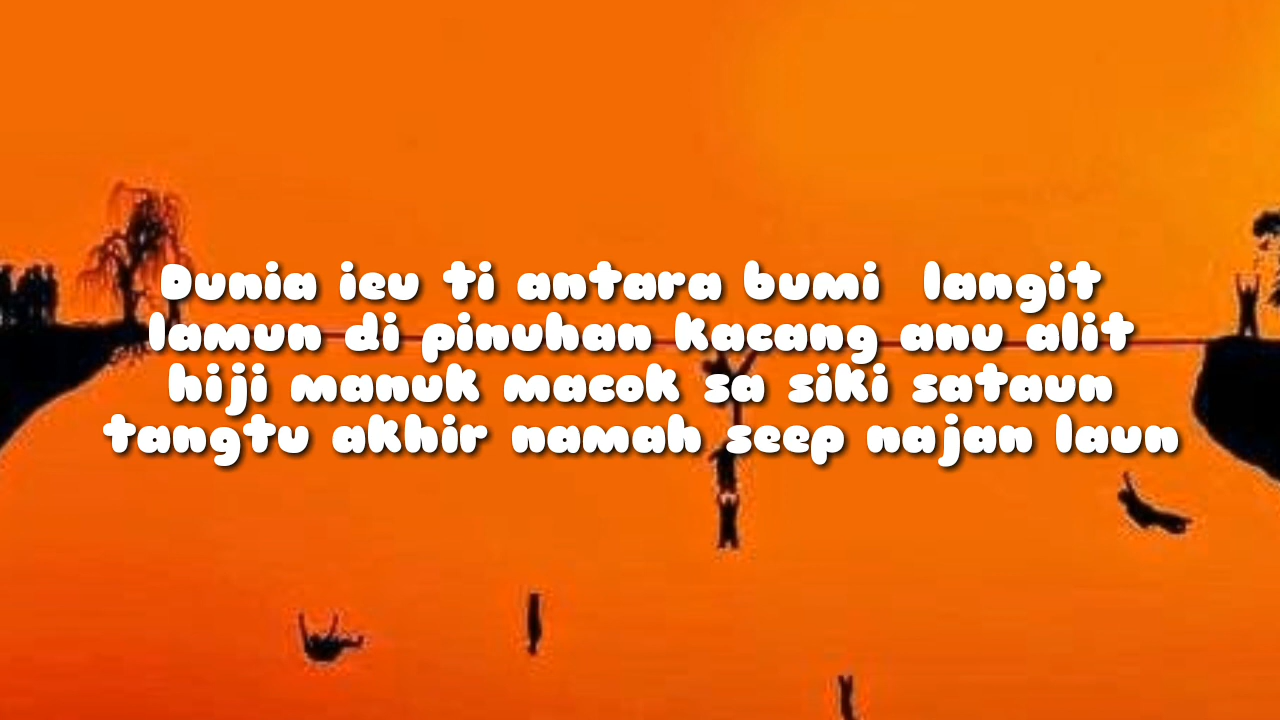 Dunia ieu ti antara bumi langit
lamun di pinuhan kacang anu alit
hiji manuk macok sa siki sataun
tangtu akhir namah seep najan laun